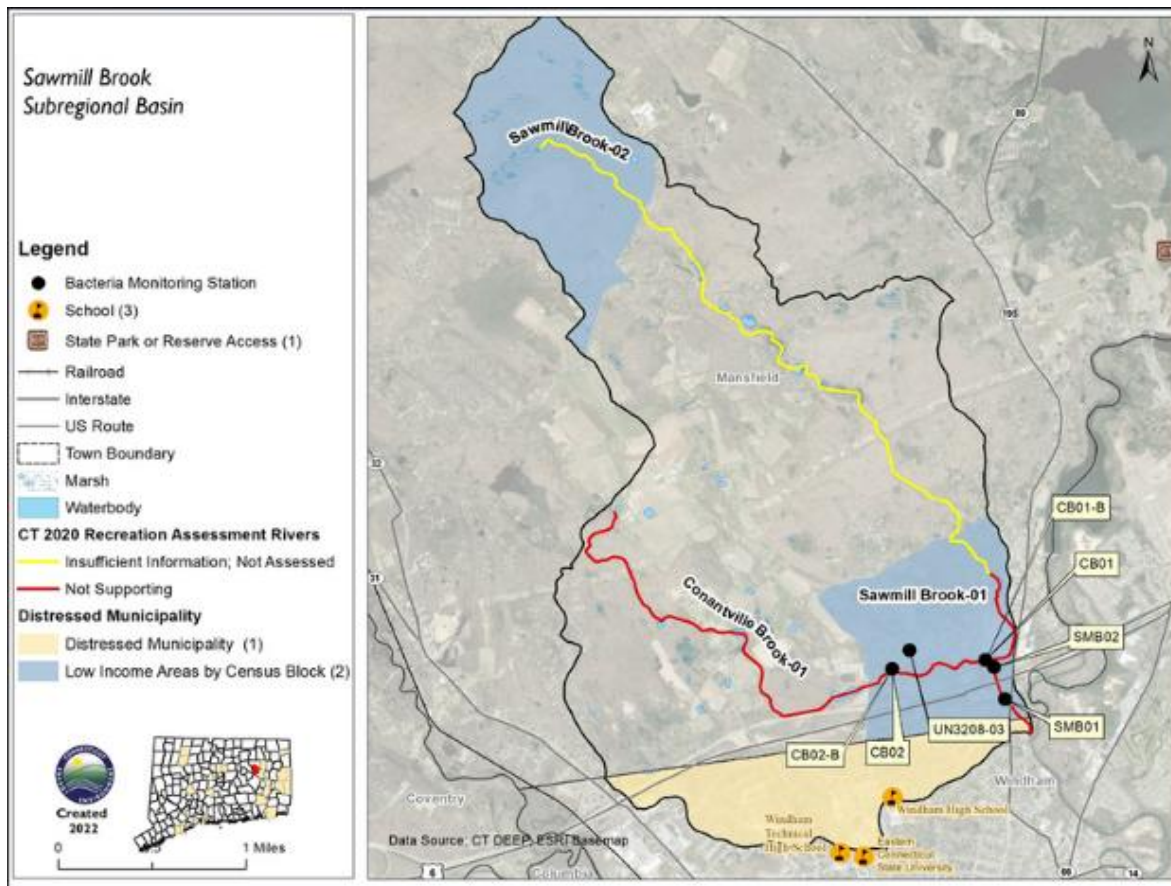 Sawmill Brook
Subregional Basin
Legend
Bacteria Monitoring Station
School (3)
State Park or Reserve Access (1)
Railroad
Interstate
US Route
Town Boundary
Marsh
Waterbody
CT 2020 Recreation Assessment Rivers
Insufficient Information; Not Assessed
Not Supporting
Distressed Municipality
Distressed Municipality (1)
Low Income Areas by Census Block (2)
Created
2022
0
1 Miles
N
89
SawmillBrook-02
195
Mansfield
32
CB01-B
CB01
31
Conantville Brook-01
Sawmill Brook-01
SMB02
UN3208-03
SMB01
CB02-B
CB02
Windham
Coventry
Windham High School
Windham
Technical
High School
Eastern
Connecticut
State University
Data Source: CT DEEP, ESRI Basemap
6
Columbia
66
14